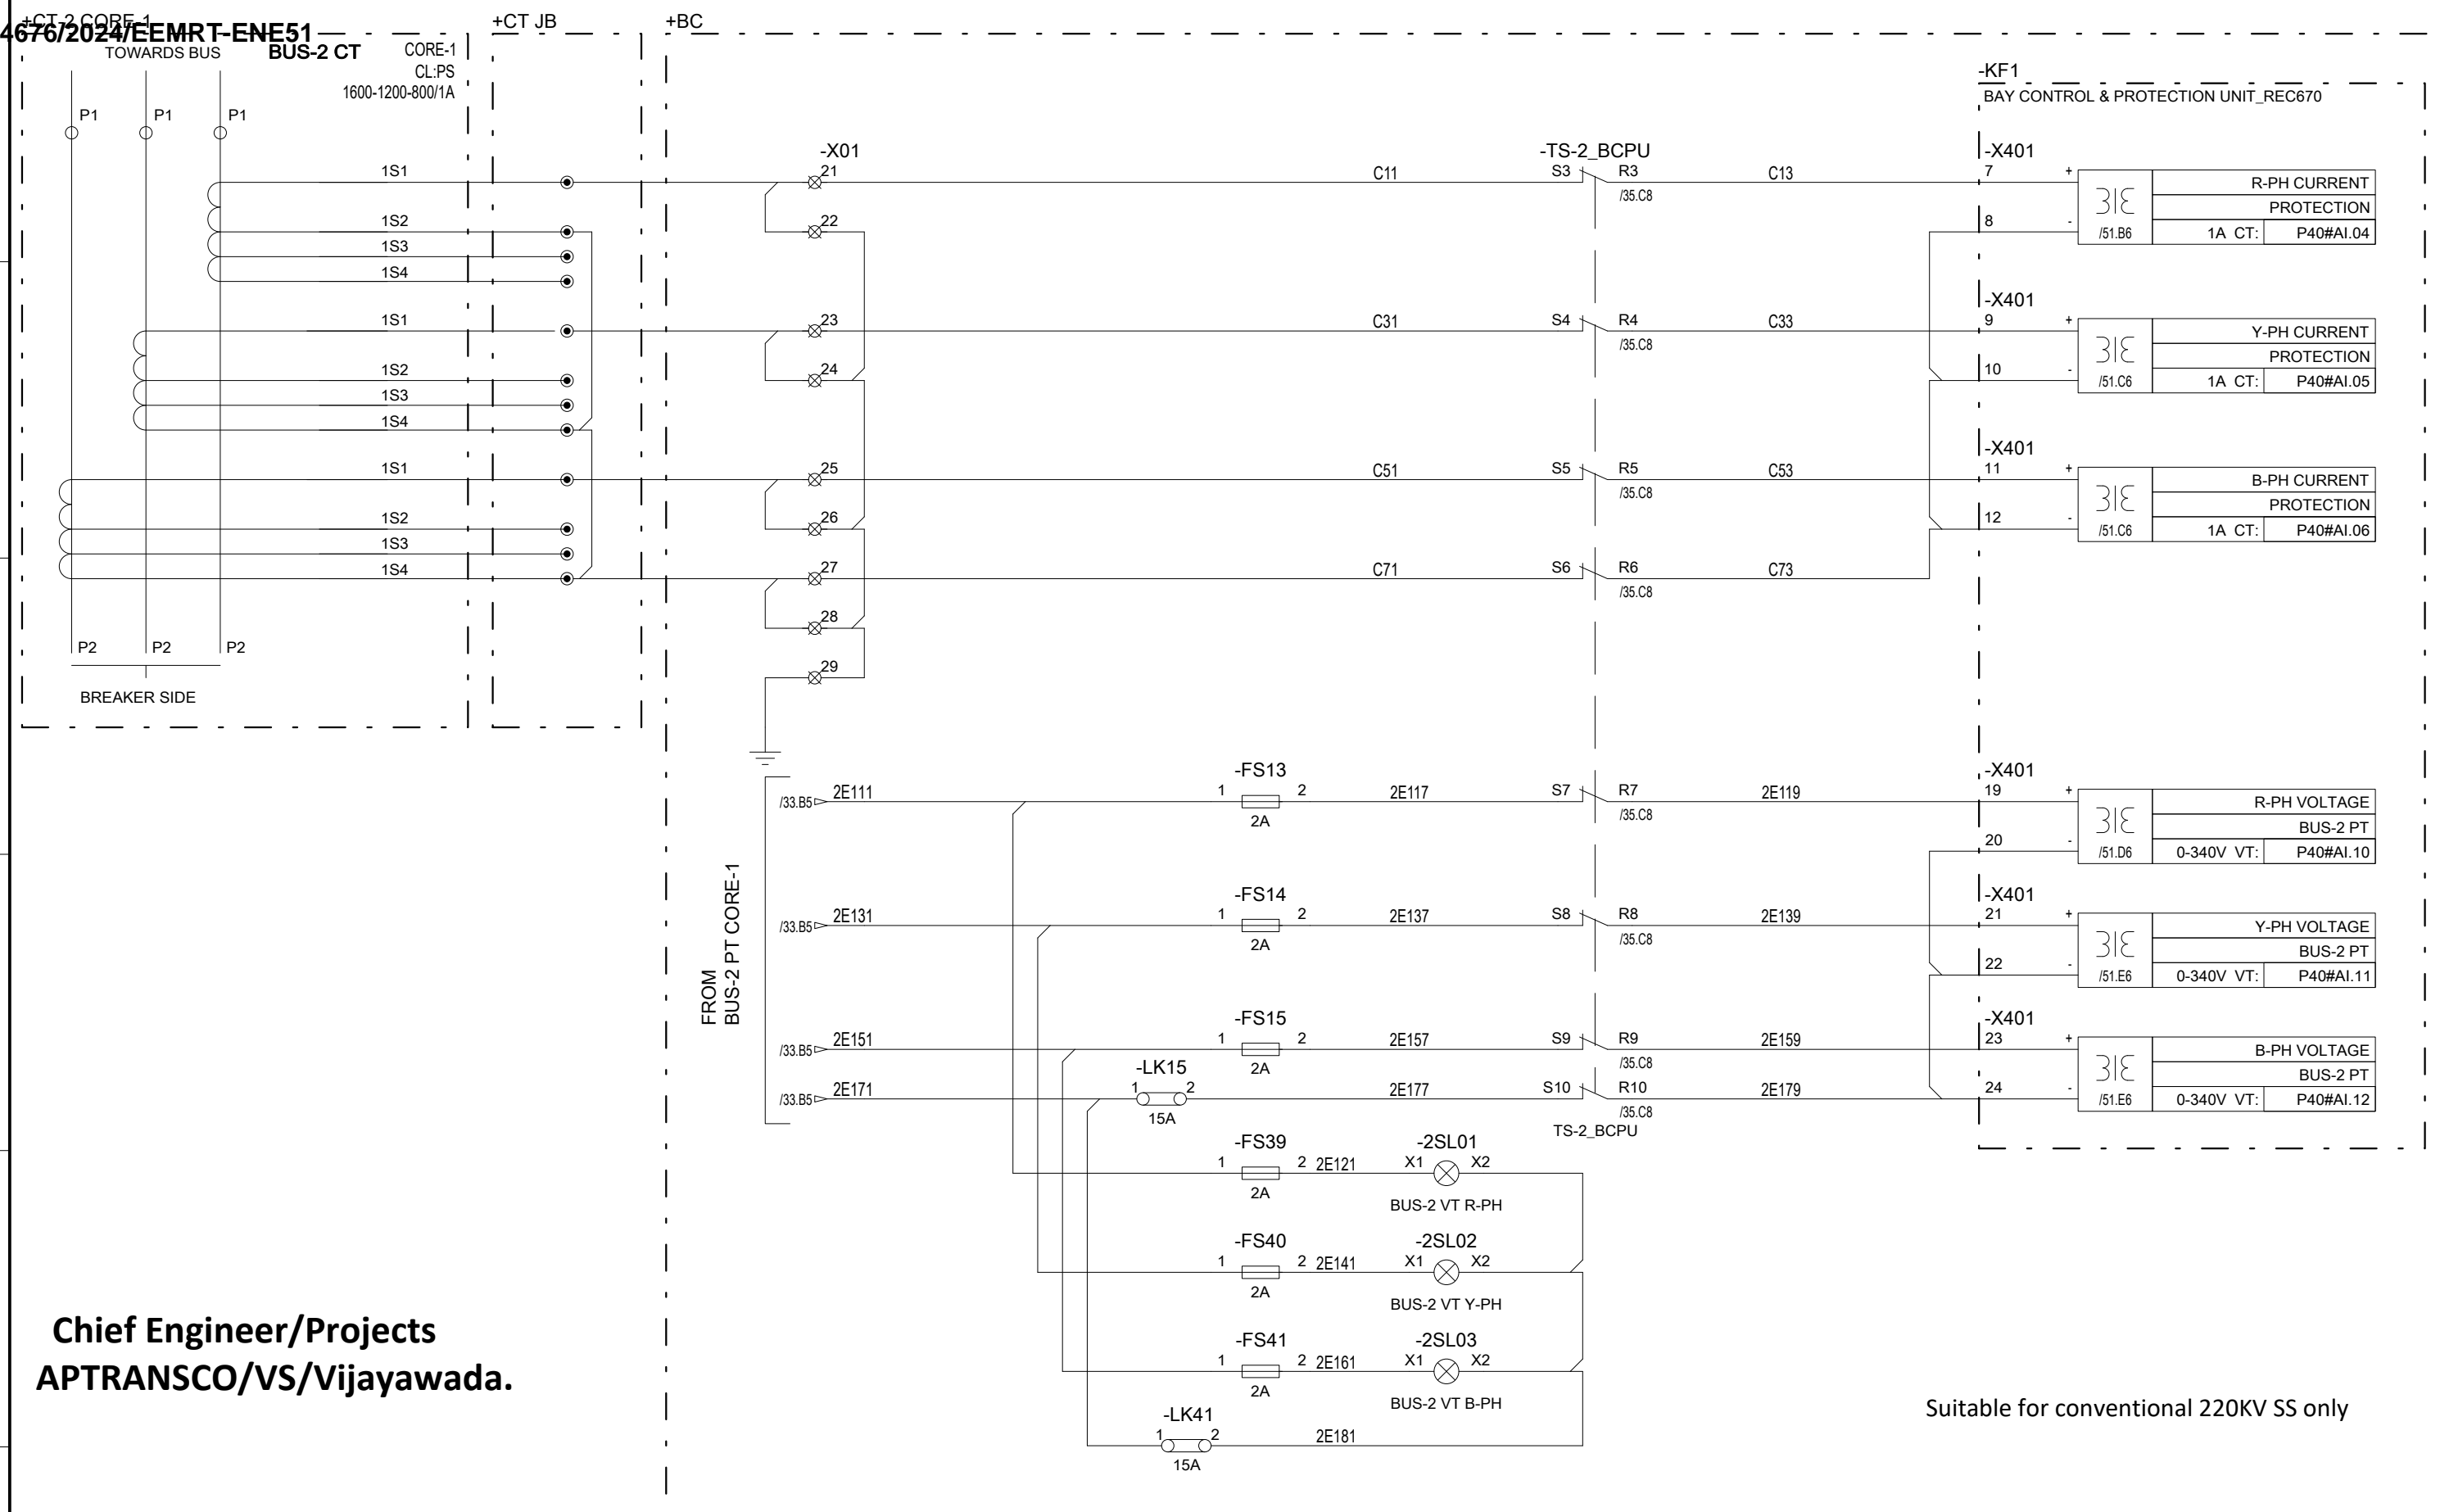 +CT-2 CORE-1
4676/2024/EEMRT-ENE51
+CT JB
+BC
TOWARDS BUS
BUS-2 CT
CORE-1
CL:PS
1600-1200-800/1A
-KF1
BAY CONTROL & PROTECTION UNIT_REC670
P1 P1 P1
-X01
-TS-2_BCPU
-X401
1S1
21
C11
S3 R3
/35.C8
C13
7 +
R-PH CURRENT
PROTECTION
1S2
22
8 -
/51.B6
1A CT:
P40#AI.04
1S3
1S4
-X401
1S1
23
C31
S4 R4
/35.C8
C33
9 +
Y-PH CURRENT
PROTECTION
1S2
24
10 -
/51.C6
1A CT:
P40#AI.05
1S3
1S4
-X401
1S1
25
C51
S5 R5
/35.C8
C53
11 +
B-PH CURRENT
PROTECTION
1S2
26
12 -
/51.C6
1A CT:
P40#AI.06
1S3
1S4
27
C71
S6 R6
/35.C8
C73
28
P2 P2 P2
29
BREAKER SIDE
FROM
BUS-2 PT CORE-1
-FS13
-X401
/33.B5
2E111
1 2
2A
2E117
S7 R7
/35.C8
2E119
19 +
R-PH VOLTAGE
BUS-2 PT
20 -
/51.D6
0-340V VT:
P40#AI.10
-FS14
-X401
/33.B5
2E131
1 2
2A
2E137
S8 R8
/35.C8
2E139
21 +
Y-PH VOLTAGE
BUS-2 PT
22 -
/51.E6
0-340V VT:
P40#AI.11
-FS15
-X401
/33.B5
2E151
1 2
2A
2E157
S9 R9
/35.C8
2E159
23 +
B-PH VOLTAGE
BUS-2 PT
-LK15
/33.B5
2E171
1 2
15A
2E177
S10 R10
/35.C8
2E179
24 -
/51.E6
0-340V VT:
P40#AI.12
TS-2_BCPU
-FS39
-2SL01
1 2
2A
2E121
X1 X2
BUS-2 VT R-PH
-FS40
-2SL02
1 2
2A
2E141
X1 X2
BUS-2 VT Y-PH
-FS41
-2SL03
1 2
2A
2E161
X1 X2
BUS-2 VT B-PH
-LK41
1 2
15A
2E181
Chief Engineer/Projects
APTRANSCO/VS/Vijayawada.
Suitable for conventional 220KV SS only